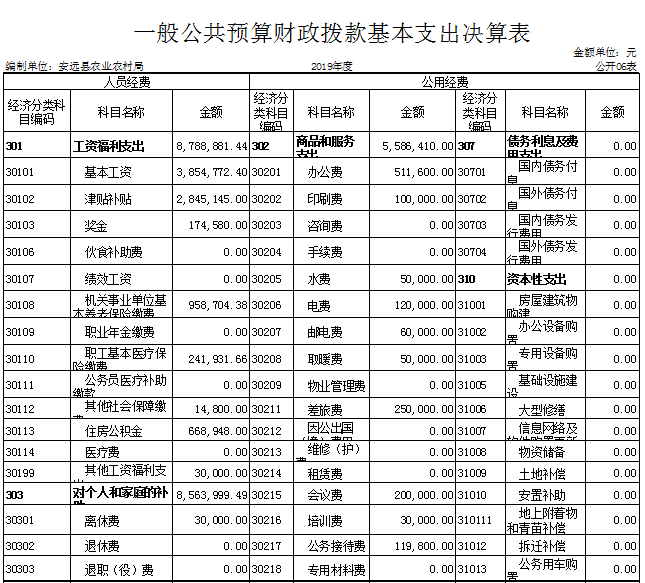 一般公共预算财政拨款基本支出决算表
金额单位：元
编制单位：安远县农业农村局 2019年度 公开06表
人员经费 公用经费
经济分类科目编码 科目名称 金额 经济分类科目编码 科目名称 金额 经济分类科目编码 科目名称 金额
301 工资福利支出 8,788,881.44 302 商品和服务支出 5,586,410.00 307 债务利息及费用支出 0.00
30101 基本工资 3,854,772.40 30201 办公费 511,600.00 30701 国内债务付息 0.00
30102 津贴补贴 2,845,145.00 30202 印刷费 100,000.00 30702 国外债务付息 0.00
30103 奖金 174,580.00 30203 咨询费 0.00 30703 国内债务发行费用 0.00
30106 伙食补助费 0.00 30204 手续费 0.00 30704 国外债务发行费用 0.00
30107 绩效工资 0.00 30205 水费 50,000.00 310 资本性支出 0.00
30108 机关事业单位基本养老保险缴费 958,704.38 30206 电费 120,000.00 31001 房屋建筑物购建 0.00
30109 职业年金缴费 0.00 30207 邮电费 60,000.00 31002 办公设备购置 0.00
30110 职工基本医疗保险缴费 241,931.66 30208 取暖费 50,000.00 31003 专用设备购置 0.00
30111 公务员医疗补助缴款 0.00 30209 物业管理费 0.00 31005 基础设施建设 0.00
30112 其他社会保障缴费 14,800.00 30211 差旅费 250,000.00 31006 大型修缮 0.00
30113 住房公积金 668,948.00 30212 因公出国（境）费用 0.00 31007 信息网络及软件购置更新 0.00
30114 医疗费 0.00 30213 维修（护）费 0.00 31008 物资储备 0.00
30199 其他工资福利支出 30,000.00 30214 租赁费 0.00 31009 土地补偿 0.00
303 对个人和家庭的补助 8,563,999.49 30215 会议费 200,000.00 31010 安置补助 0.00
30301 离休费 30,000.00 30216 培训费 30,000.00 310111 地上附着物和青苗补偿 0.00
30302 退休费 0.00 30217 公务接待费 119,800.00 31012 拆迁补偿 0.00
30303 退职（役）费 0.00 30218 专用材料费 0.00 31013 公务用车购置 0.00